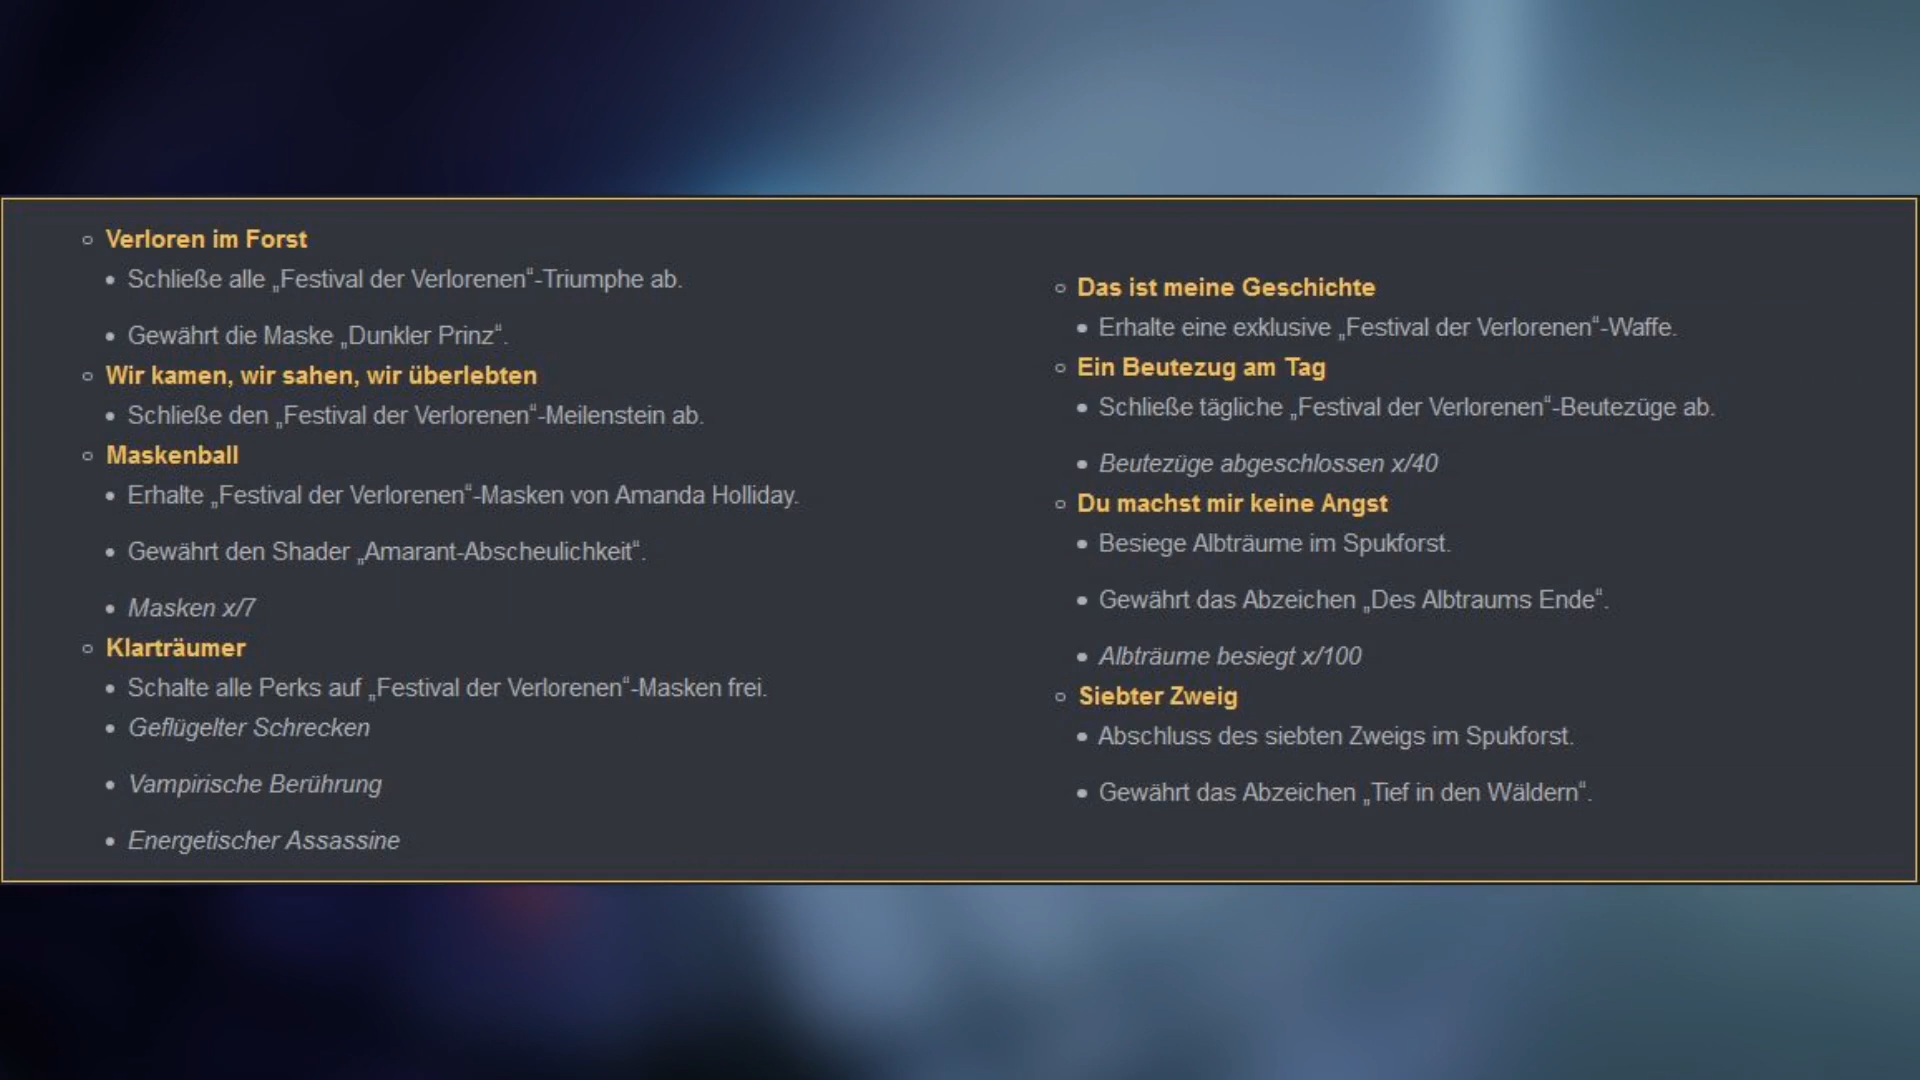 Verloren im Forst
Schließe alle „Festival der Verlorenen“-Triumphe ab.
Gewährt die Maske „Dunkler Prinz“.
Wir kamen, wir sahen, wir überlebten
Schließe den „Festival der Verlorenen“-Meilenstein ab.
Maskenball
Erhalte „Festival der Verlorenen“-Masken von Amanda Holliday.
Gewährt den Shader „Amarant-Abscheulichkeit“.
Masken x/7
Klarträumer
Schalte alle Perks auf „Festival der Verlorenen“-Masken frei.
Geflügelter Schrecken
Vampirische Berührung
Energetischer Assassine
Das ist meine Geschichte
Erhalte eine exklusive „Festival der Verlorenen“-Waffe.
Ein Beutezug am Tag
Schließe tägliche „Festival der Verlorenen“-Beutezüge ab.
Beutezüge abgeschlossen x/40
Du machst mir keine Angst
Besiege Albträume im Spukforst.
Gewährt das Abzeichen „Des Albtraums Ende“.
Albträume besiegt x/100
Siebter Zweig
Abschluss des siebten Zweigs im Spukforst.
Gewährt das Abzeichen „Tief in den Wäldern“.